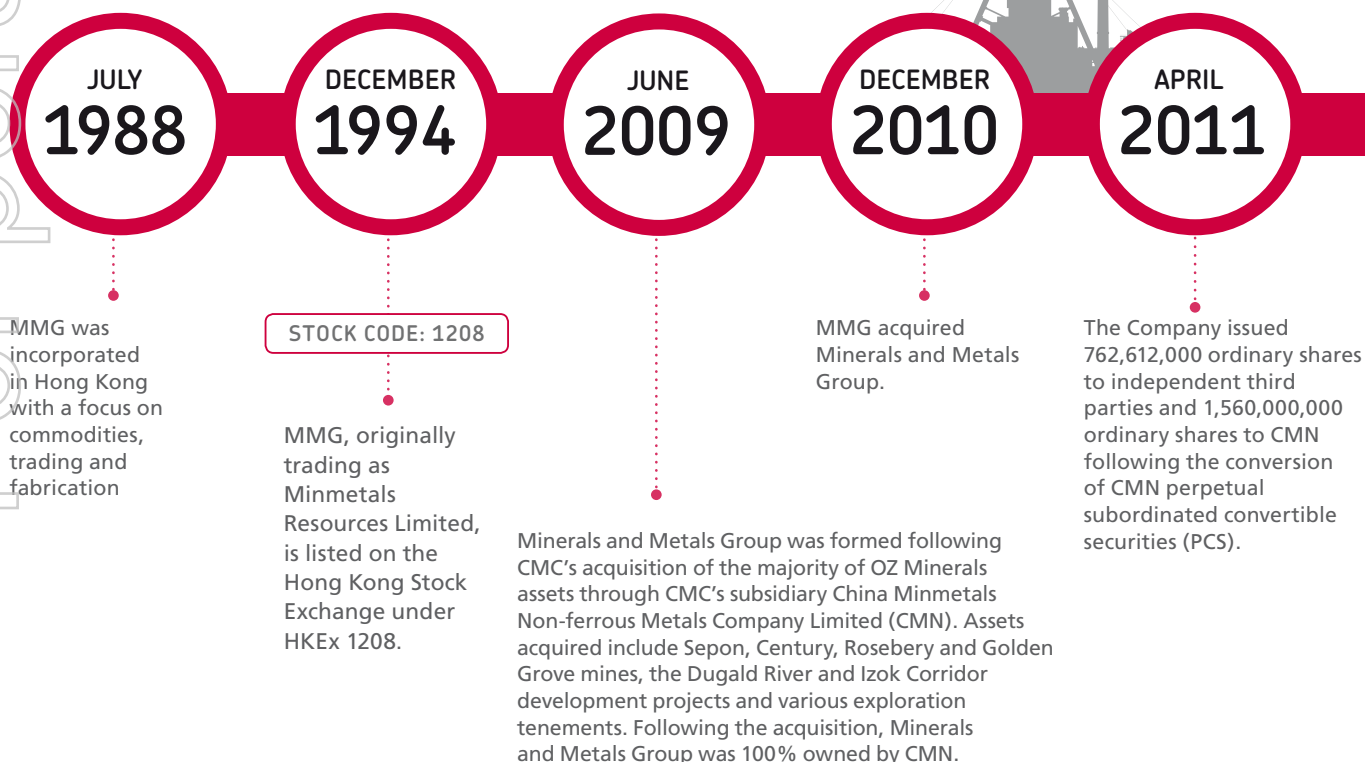 JULY
1988
DECEMBER
1994
JUNE
2009
DECEMBER
2010
APRIL
2011
MMG was
incorporated
in Hong Kong
with a focus on
commodities,
trading and
fabrication
STOCK CODE: 1208
MMG, originally
trading as
Minmetals
Resources Limited,
is listed on the
Hong Kong Stock
Exchange under
HKEx 1208.
Minerals and Metals Group was formed following
CMC’s acquisition of the majority of OZ Minerals
assets through CMC’s subsidiary China Minmetals
Non-ferrous Metals Company Limited (CMN). Assets
acquired include Sepon, Century, Rosebery and Golden
Grove mines, the Dugald River and Izok Corridor
development projects and various exploration
tenements. Following the acquisition, Minerals
and Metals Group was 100% owned by CMN.
MMG acquired
Minerals and Metals
Group.
The Company issued
762,612,000 ordinary shares
to independent third
parties and 1,560,000,000
ordinary shares to CMN
following the conversion
of CMN perpetual
subordinated convertible
securities (PCS).